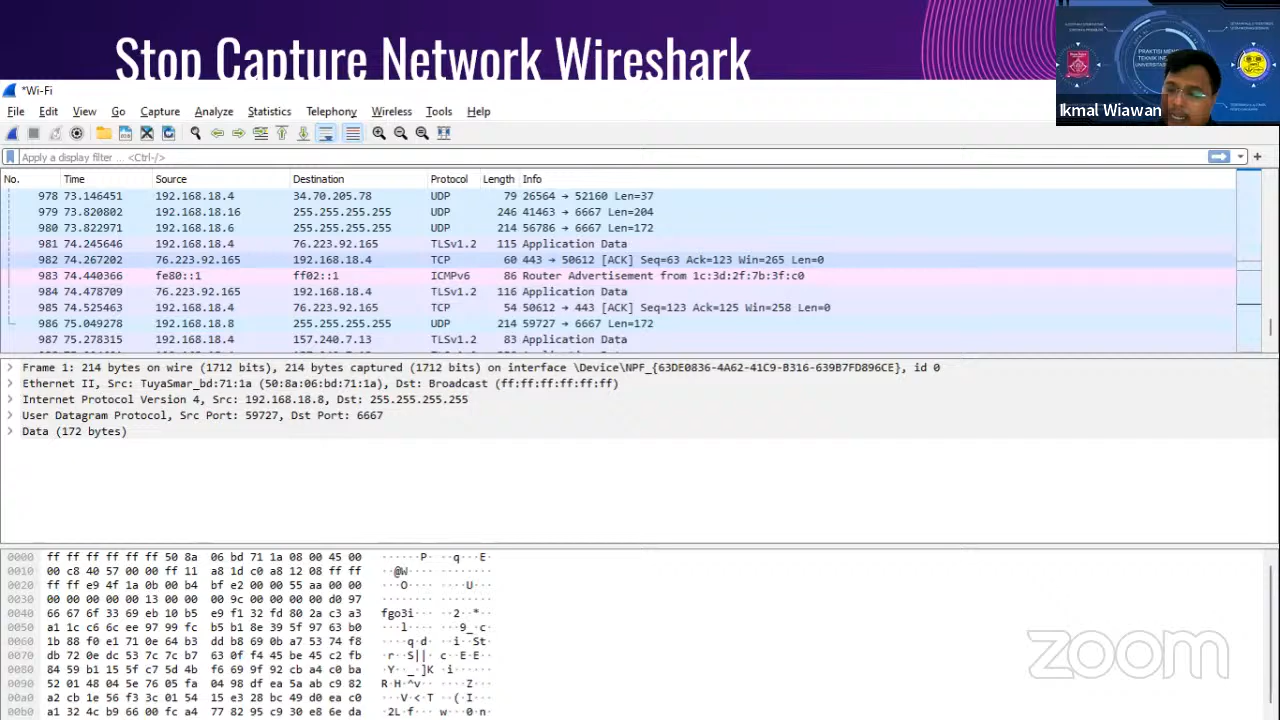 Stop Capture Network Wireshark
Ikmal Wiawan
*Wi-Fi
File Edit View Go Capture Analyze Statistics Telephony Wireless Tools Help
Apply a display filter ... <Ctrl-/>
No. Time Source Destination Protocol Length Info
978 73.146451 192.168.18.4 34.70.205.78 UDP 79 26564 → 52160 Len=37
979 73.820802 192.168.18.16 255.255.255.255 UDP 246 41463 → 6667 Len=204
980 73.822971 192.168.18.6 255.255.255.255 UDP 214 56786 → 6667 Len=172
981 74.245646 192.168.18.4 76.223.92.165 TLSv1.2 115 Application Data
982 74.267202 76.223.92.165 192.168.18.4 TCP 60 443 → 50612 [ACK] Seq=63 Ack=123 Win=265 Len=0
983 74.440366 fe80::1 ff02::1 ICMPv6 86 Router Advertisement from 1c:3d:2f:7b:3f:c0
984 74.478709 76.223.92.165 192.168.18.4 TLSv1.2 116 Application Data
985 74.525463 192.168.18.4 76.223.92.165 TCP 54 50612 → 443 [ACK] Seq=123 Ack=125 Win=258 Len=0
986 75.049278 192.168.18.8 255.255.255.255 UDP 214 59727 → 6667 Len=172
987 75.278315 192.168.18.4 157.240.7.13 TLSv1.2 83 Application Data
Frame 1: 214 bytes on wire (1712 bits), 214 bytes captured (1712 bits) on interface \Device\NPF_{63DE0836-4A62-41C9-B316-639B7FD896CE}, id 0
Ethernet II, Src: TuyaSmar_bd:71:1a (50:8a:06:bd:71:1a), Dst: Broadcast (ff:ff:ff:ff:ff:ff)
Internet Protocol Version 4, Src: 192.168.18.8, Dst: 255.255.255.255
User Datagram Protocol, Src Port: 59727, Dst Port: 6667
Data (172 bytes)
0000 ff ff ff ff ff ff 50 8a 06 bd 71 1a 08 00 45 00 ······P· ··q···E·
0010 00 c8 40 57 00 00 ff 11 a8 1d c0 a8 12 08 ff ff ··@W···· ········
0020 ff ff e9 4f 1a 0b 00 b4 bf e2 00 00 55 aa 00 00 ···O···· ····U···
0030 00 00 00 00 00 13 00 00 00 9c 00 00 00 00 d0 97 ········ ········
0040 66 67 6f 33 69 eb 10 b5 e9 f1 32 fd 80 2a c3 a3 fgo3i··· ··2··*··
0050 a1 1c c6 6c ee 97 99 fc b5 b1 8e 39 5f 97 63 b0 ···l···· ···9_·c·
0060 1b 88 f0 e1 71 0e 64 b3 dd b8 69 0b a7 53 74 f8 ····q·d· ··i··St·
0070 db 72 0e dc 53 7c 7c b7 63 0f f4 45 be 45 c2 fb ·r··S||· c··E·E··
0080 84 59 b1 15 5f c7 5d 4b f6 69 9f 92 cb a4 c0 ba ·Y··_·]K ·i······
0090 52 01 48 04 5e 76 05 fa 04 98 df ea 5a ab c9 82 R·H·^v·· ····Z···
00a0 a2 cb 1e 56 f3 3c 01 54 15 e3 28 bc 49 d0 ea c0 ···V·<·T ··(·I···
00b0 a1 32 4c b9 66 00 fc a4 77 82 95 c9 30 e8 6e da ·2L·f··· w···0·n·
zoom